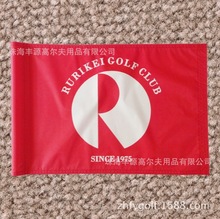 RURIKEI GOLF CLUB
珠海丰源高尔夫用品有限公司
R
SINCE 1975
zhfygolf.1688.com